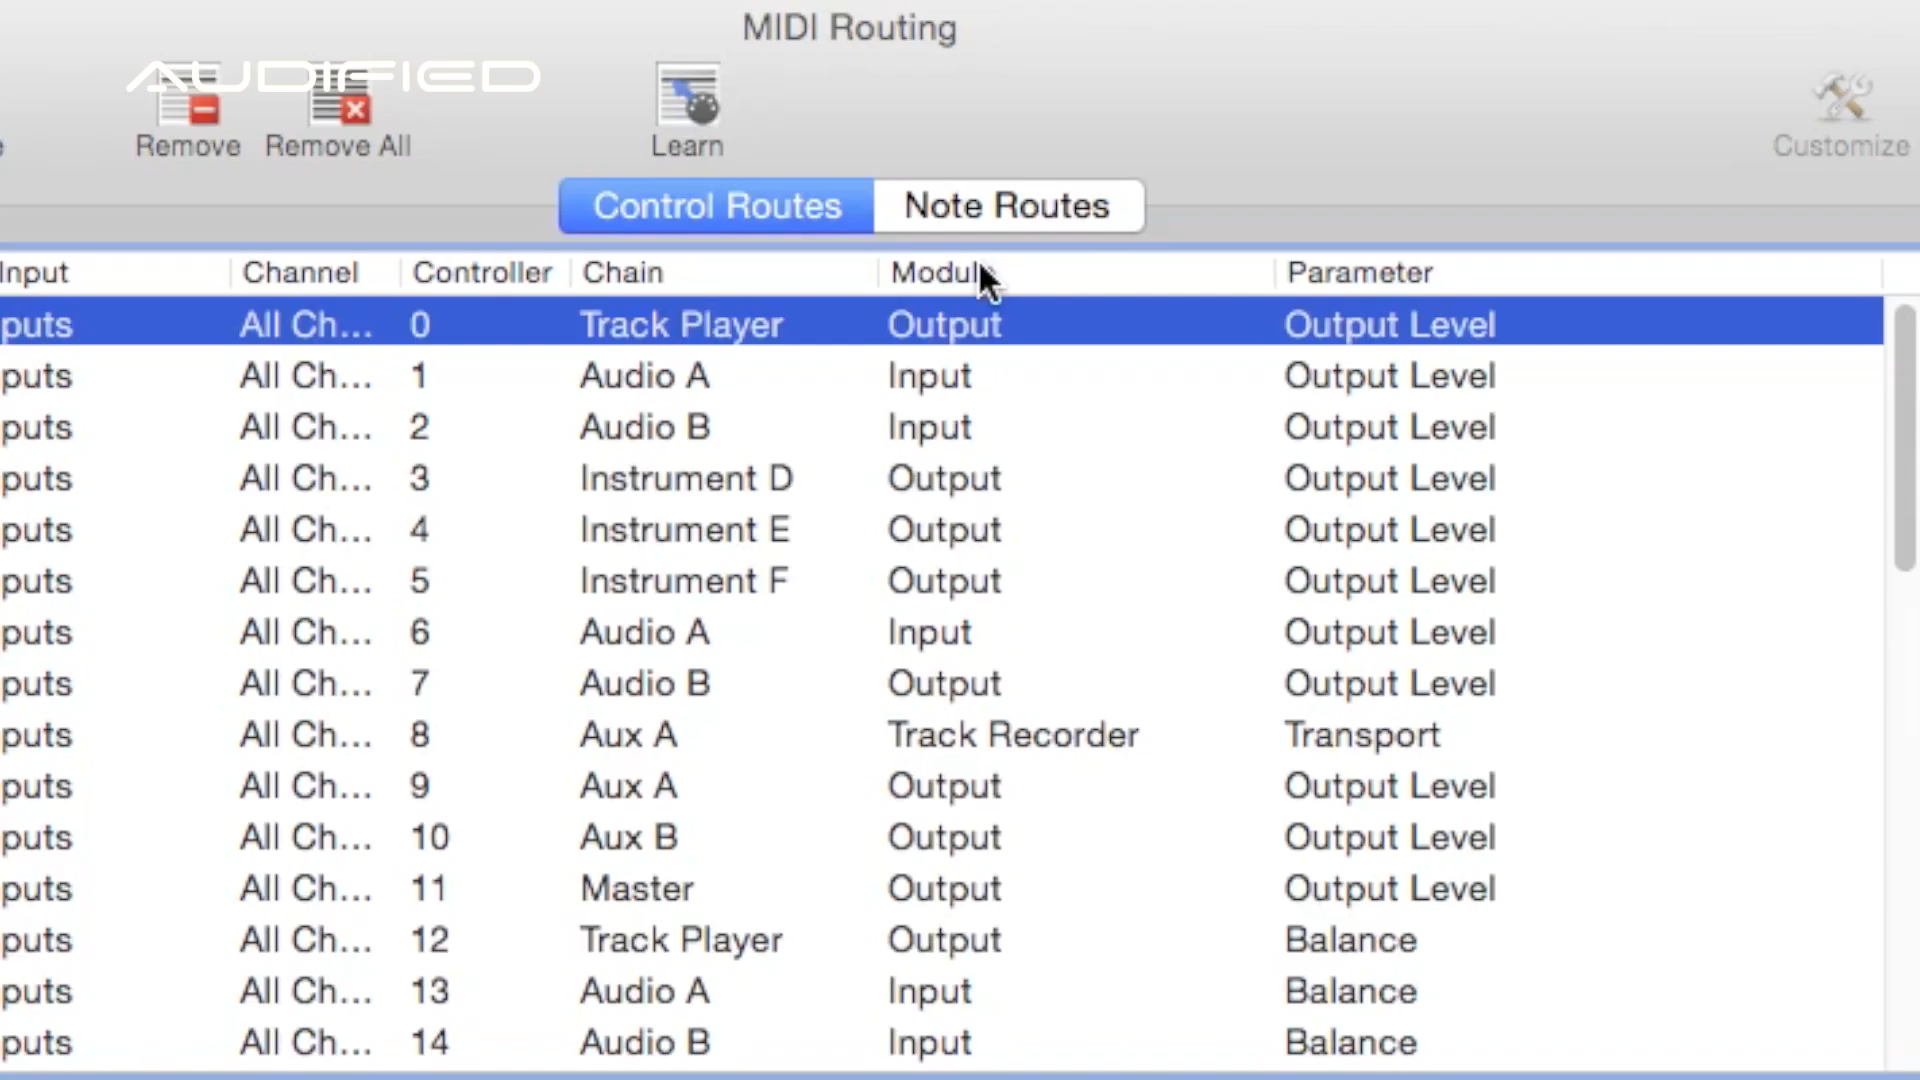 MIDI Routing
AUDIFIED
Remove Remove All Learn Customize
Control Routes Note Routes
Input Channel Controller Chain Modul Parameter
puts All Ch... 0 Track Player Output Output Level
puts All Ch... 1 Audio A Input Output Level
puts All Ch... 2 Audio B Input Output Level
puts All Ch... 3 Instrument D Output Output Level
puts All Ch... 4 Instrument E Output Output Level
puts All Ch... 5 Instrument F Output Output Level
puts All Ch... 6 Audio A Input Output Level
puts All Ch... 7 Audio B Output Output Level
puts All Ch... 8 Aux A Track Recorder Transport
puts All Ch... 9 Aux A Output Output Level
puts All Ch... 10 Aux B Output Output Level
puts All Ch... 11 Master Output Output Level
puts All Ch... 12 Track Player Output Balance
puts All Ch... 13 Audio A Input Balance
puts All Ch... 14 Audio B Input Balance